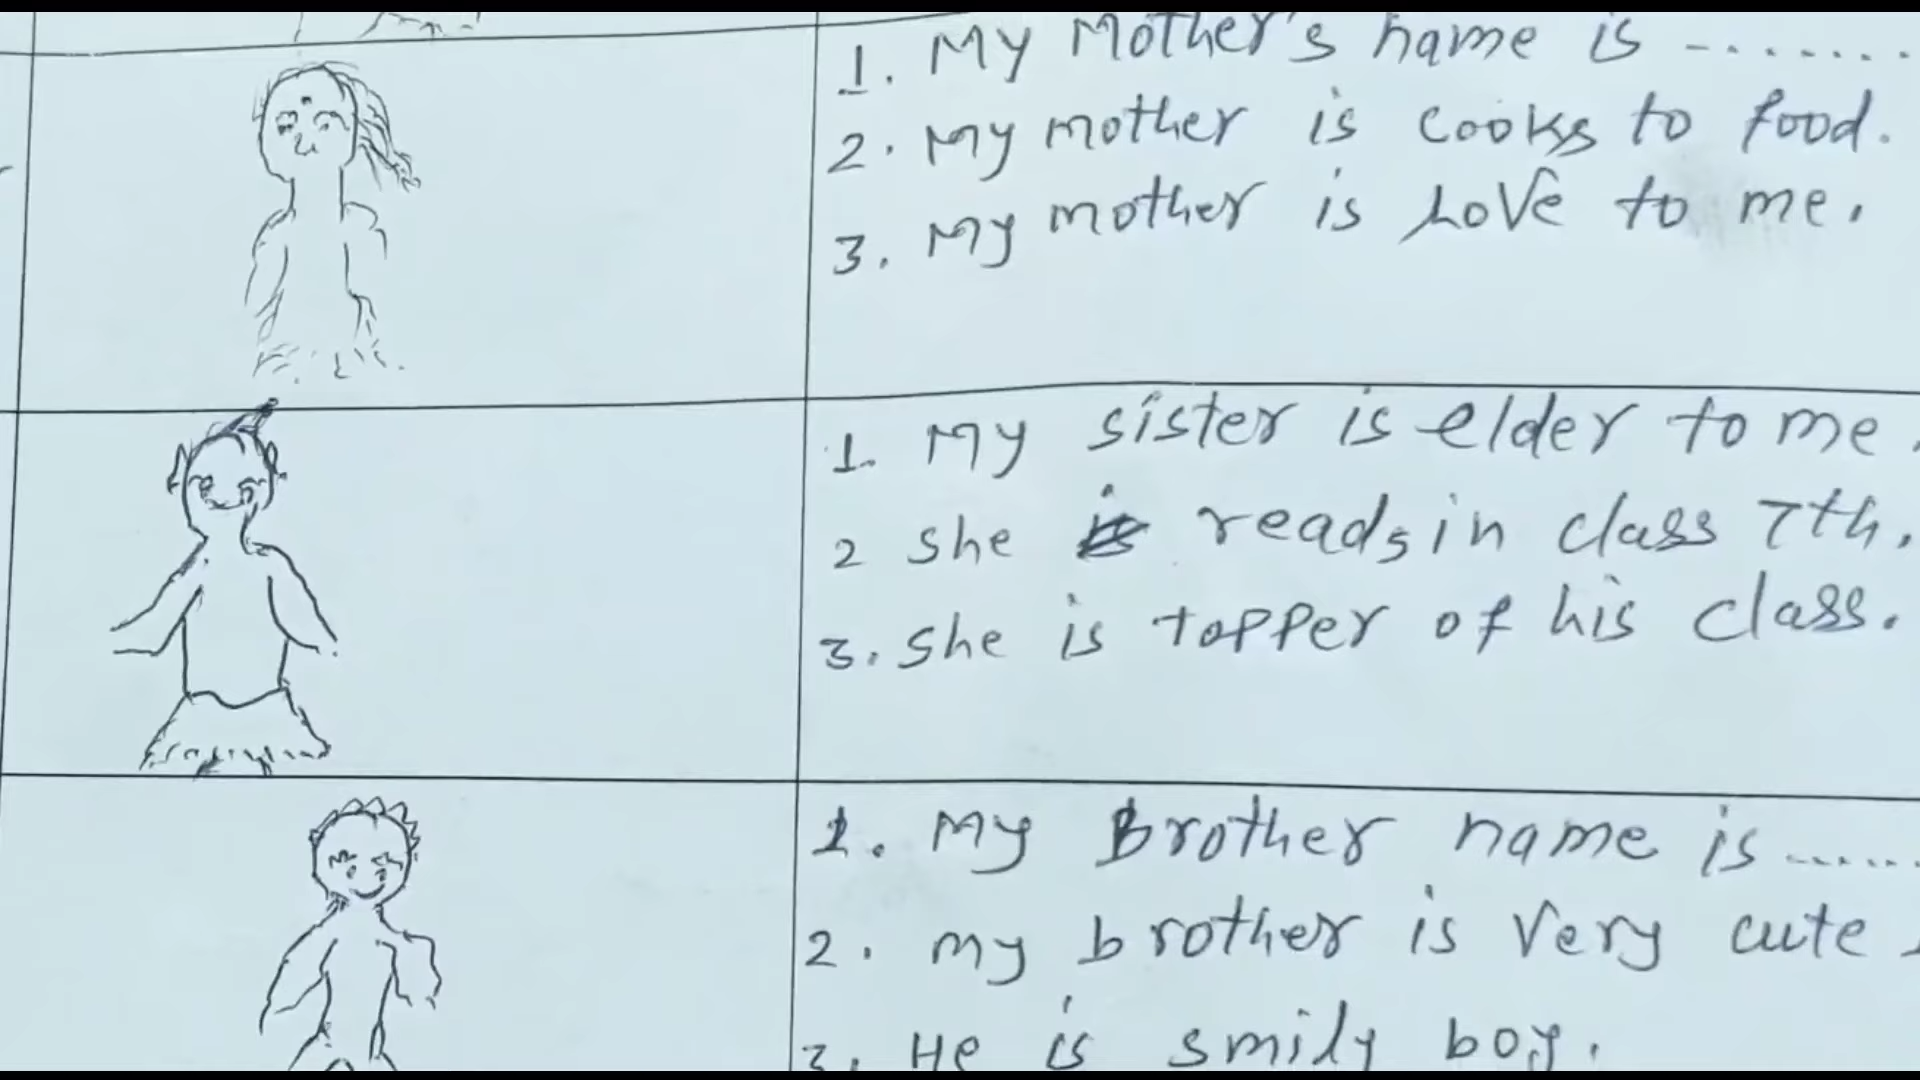 1. My Mother's name is - . . . . . . .
2. My mother is cooks to food.
3. My mother is Love to me.
1. My sister is elder to me.
2 She reads in class 7th.
3. She is topper of his class.
1. My Brother name is .......
2. my brother is very cute.
3. He is smily boy.